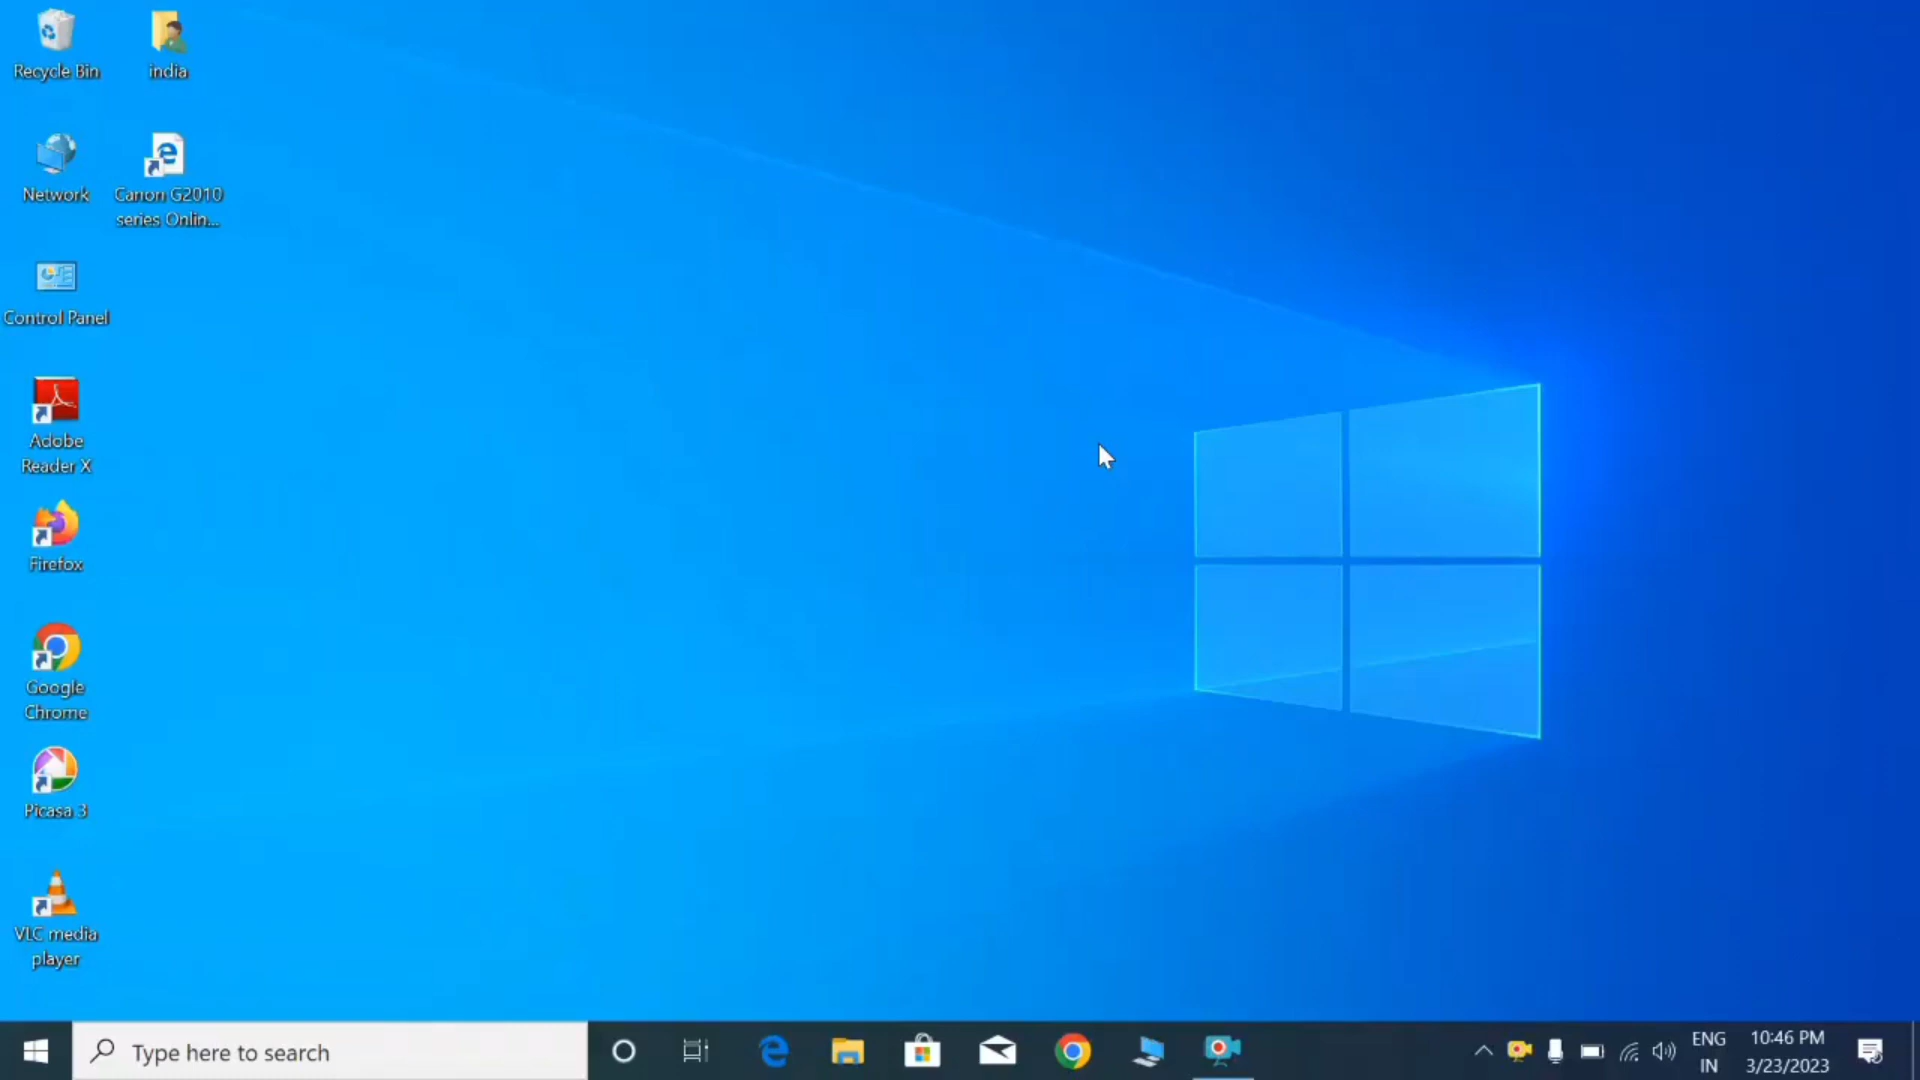 Recycle Bin
india
Network
Canon G2010
series Onlin...
Control Panel
Adobe
Reader X
Firefox
Google
Chrome
Picasa 3
VLC media
player
Type here to search
ENG
IN
10:46 PM
3/23/2023